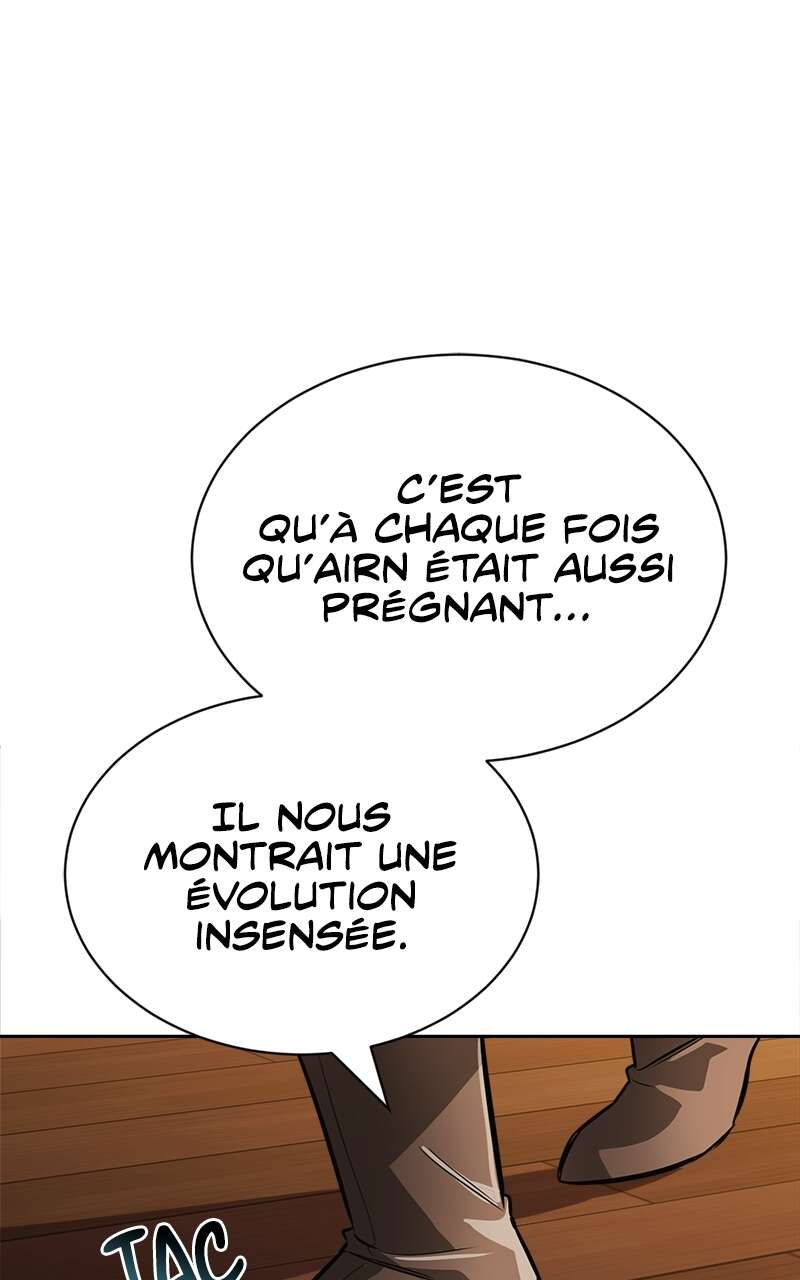 C'EST
QU'À CHAQUE FOIS
QU'AIRN ÉTAIT AUSSI
PRÉGNANT...
IL NOUS
MONTRAIT UNE
ÉVOLUTION
INSENSÉE.
TAC